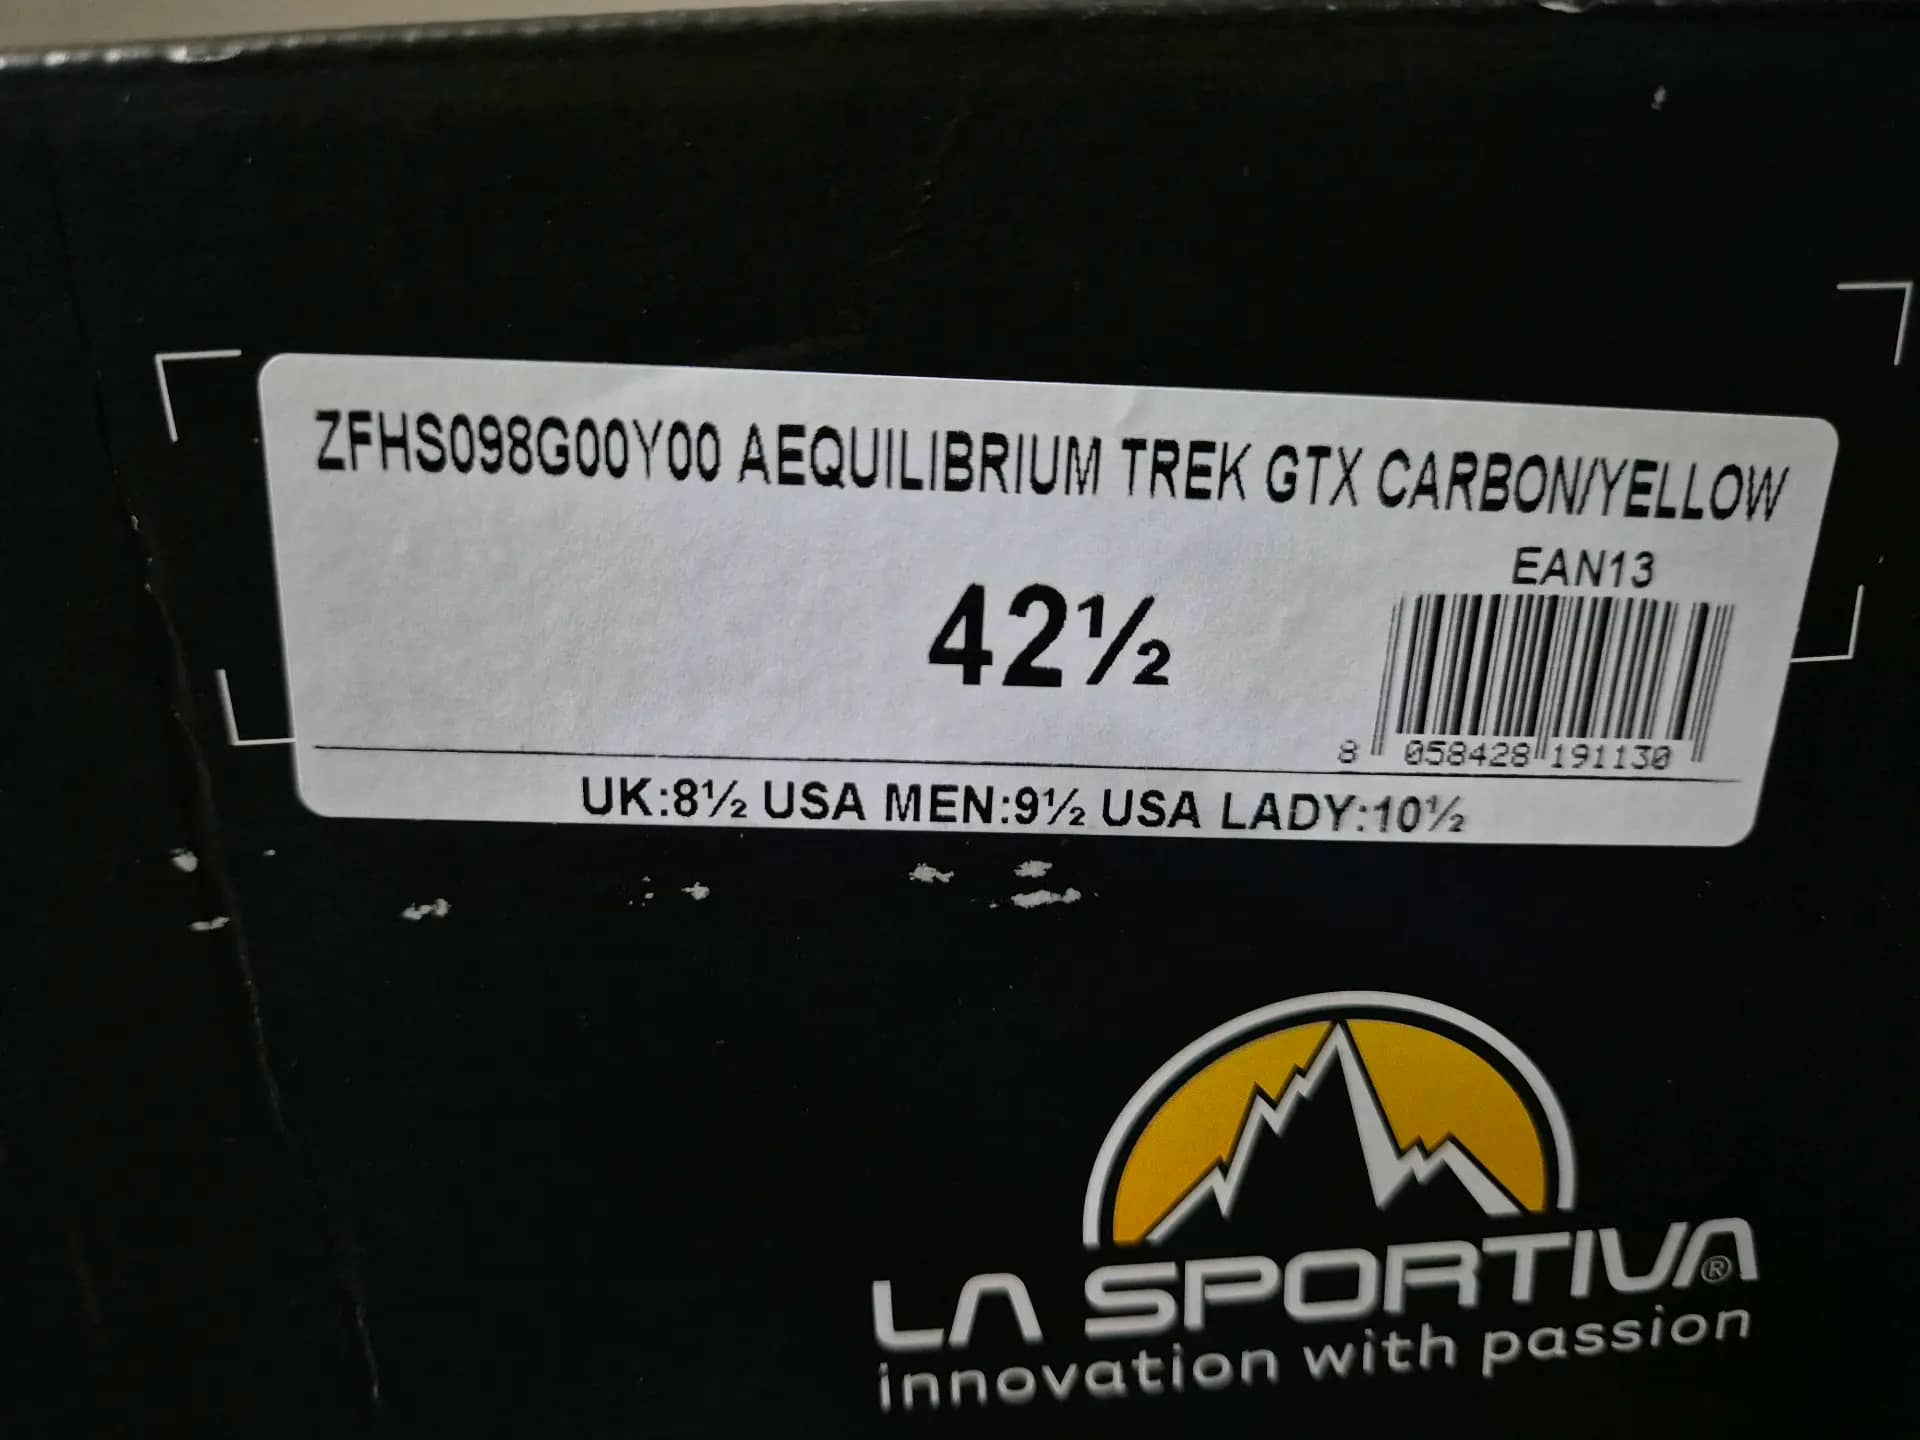 ZFHS098G00Y00 AEQUILIBRIUM TREK GTX CARBON/YELLOW
EAN13
42½
8 058428 191130
UK:8½ USA MEN:9½ USA LADY:10½
LA SPORTIVA®
innovation with passion